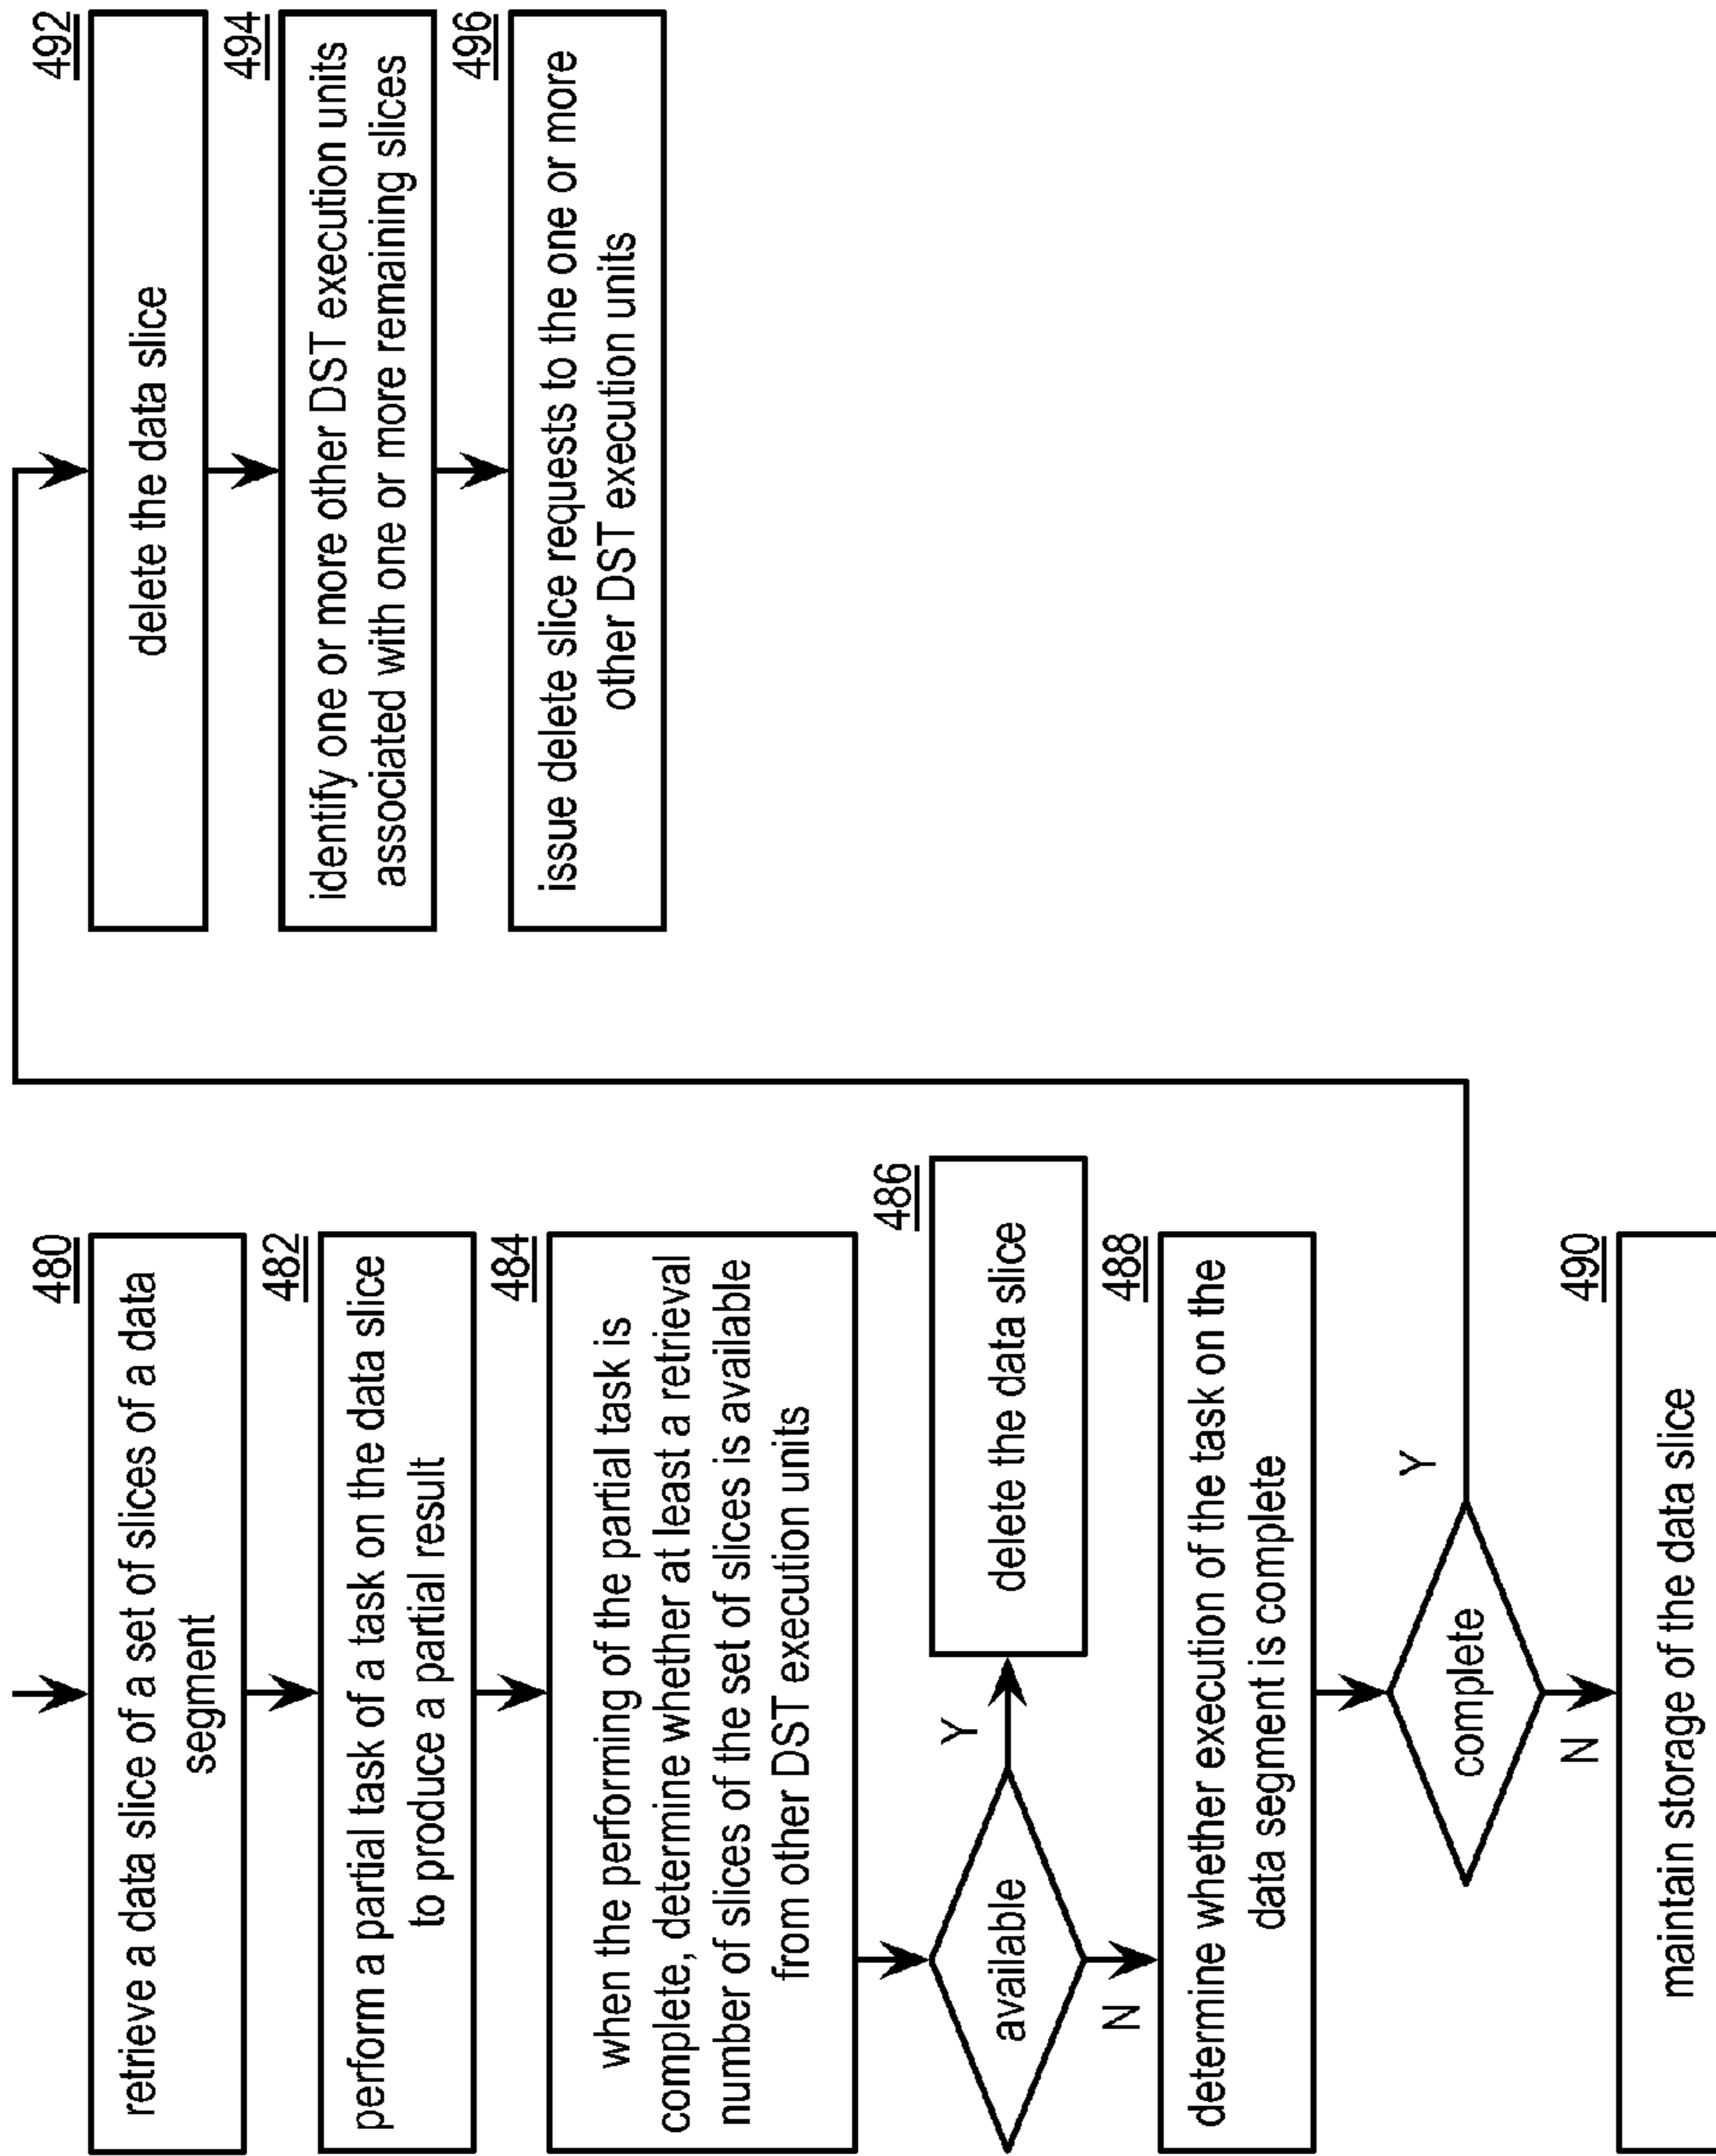 480
retrieve a data slice of a set of slices of a data
segment
482
perform a partial task of a task on the data slice
to produce a partial result
484
when the performing of the partial task is
complete, determine whether at least a retrieval
number of slices of the set of slices is available
from other DST execution units
available
Y
N
486
delete the data slice
488
determine whether execution of the task on the
data segment is complete
complete
Y
N
490
maintain storage of the data slice
492
delete the data slice
494
identify one or more other DST execution units
associated with one or more remaining slices
496
issue delete slice requests to the one or more
other DST execution units